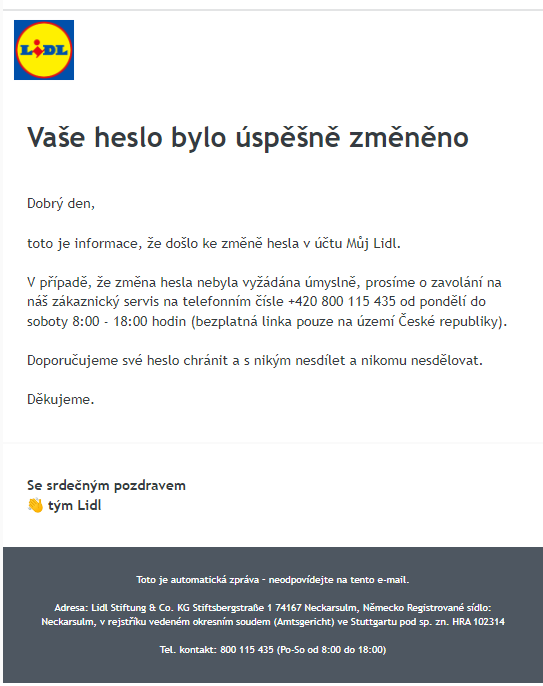 LIDL
Vaše heslo bylo úspěšně změněno
Dobrý den,
toto je informace, že došlo ke změně hesla v účtu Můj Lidl.
V případě, že změna hesla nebyla vyžádána úmyslně, prosíme o zavolání na
náš zákaznický servis na telefonním čísle +420 800 115 435 od pondělí do
soboty 8:00 - 18:00 hodin (bezplatná linka pouze na území České republiky).
Doporučujeme své heslo chránit a s nikým nesdílet a nikomu nesdělovat.
Děkujeme.
Se srdečným pozdravem
👋 tým Lidl
Toto je automatická zpráva – neodpovídejte na tento e-mail.
Adresa: Lidl Stiftung & Co. KG Stiftsbergstraße 1 74167 Neckarsulm, Německo Registrované sídlo:
Neckarsulm, v rejstříku vedeném okresním soudem (Amtsgericht) ve Stuttgartu pod sp. zn. HRA 102314
Tel. kontakt: 800 115 435 (Po-So od 8:00 do 18:00)